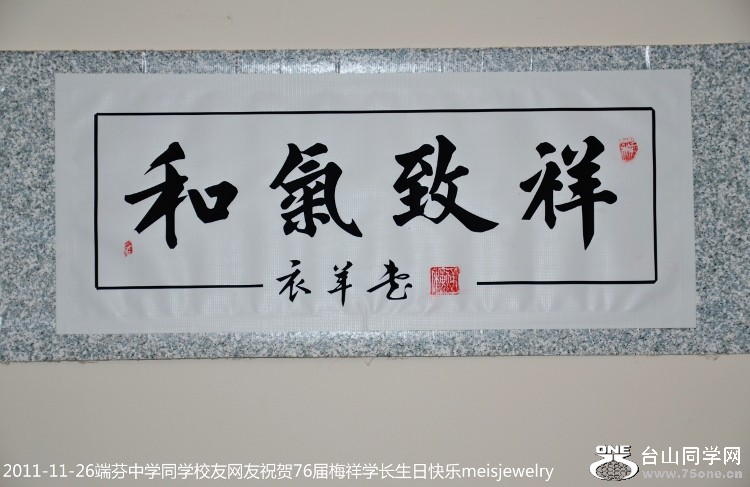 和氣致祥
衣羊書
2011-11-26端芬中学同学校友网友祝贺76届梅祥学长生日快乐meisjewelry
ONE 台山同学网
www.75one.cn